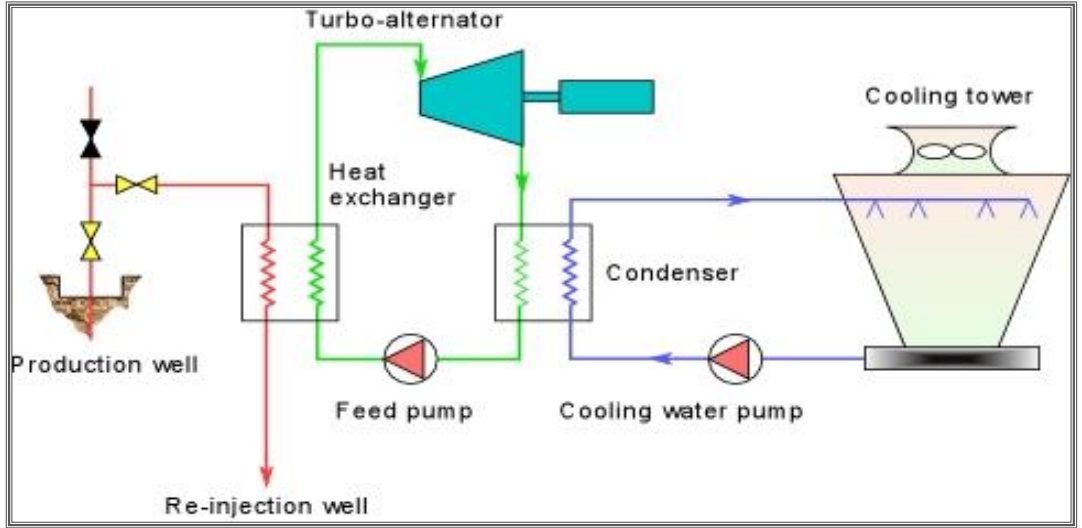 Turbo-alternator
Cooling tower
Heat
exchanger
Condenser
Production well
Feed pump
Cooling water pump
Re-injection well